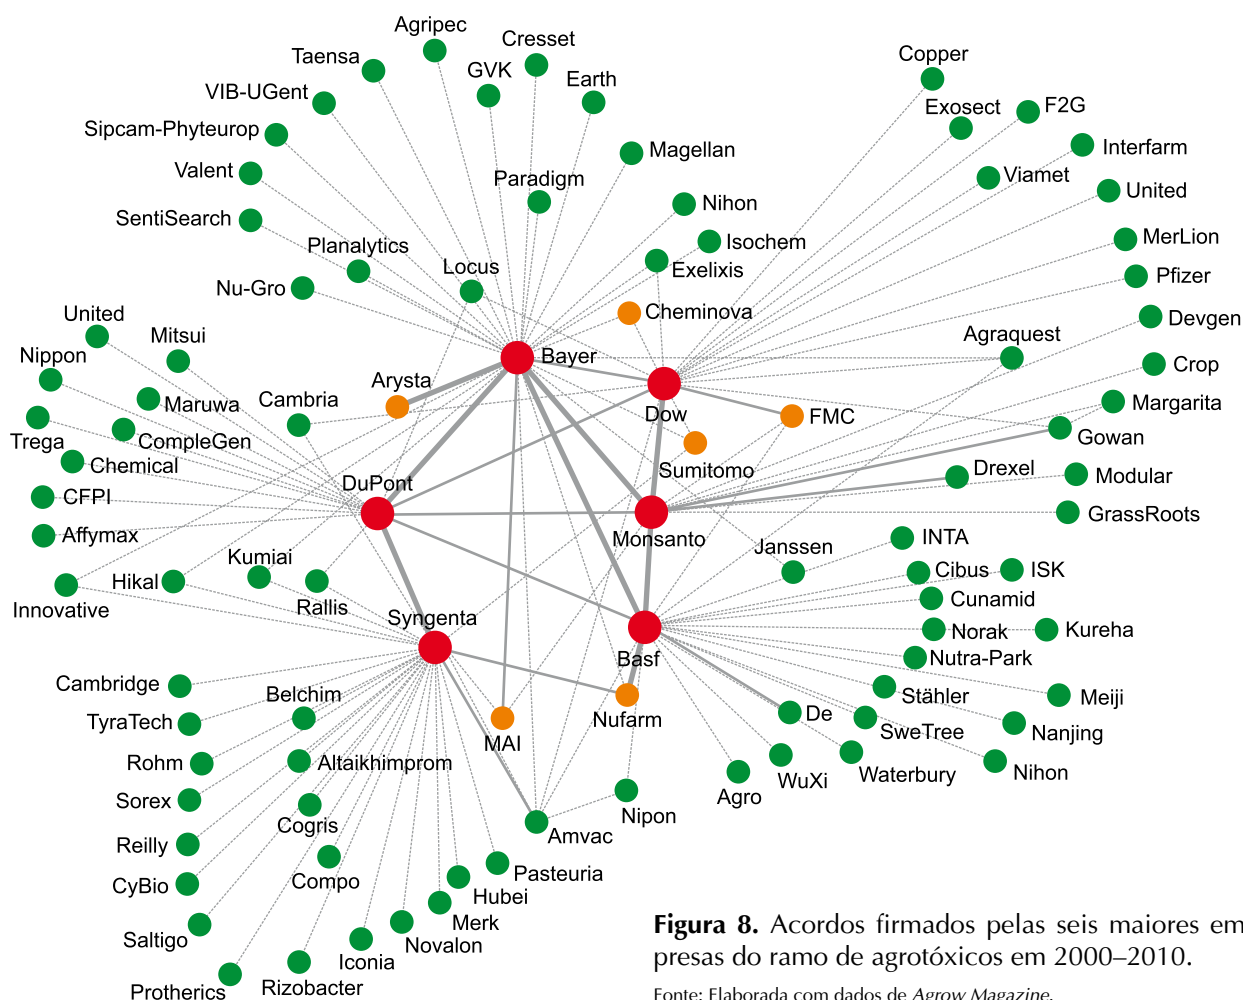 Agripec
Cresset
Taensa
GVK
Earth
Copper
VIB-UGent
Exosect
F2G
Sipcam-Phyteurop
Magellan
Interfarm
Valent
Paradigm
Viamet
United
SentiSearch
Nihon
Planalytics
Isochem
MerLion
Locus
Exelixis
Pfizer
Nu-Gro
Cheminova
United
Mitsui
Devgen
Nippon
Bayer
Agraquest
Crop
Arysta
Cambria
Maruwa
Dow
FMC
Margarita
Trega
CompleGen
Gowan
Chemical
Sumitomo
Drexel
Modular
DuPont
CFPI
GrassRoots
Affymax
Monsanto
INTA
Kumiai
Janssen
Hikal
Cibus
ISK
Innovative
Rallis
Cunamid
Syngenta
Norak
Kureha
Basf
Nutra-Park
Cambridge
Belchim
Stähler
Meiji
TyraTech
Nufarm
De
SweTree
Nanjing
MAI
Rohm
Altaikhimprom
Waterbury
Nihon
WuXi
Agro
Sorex
Cogris
Nipon
Amvac
Reilly
Pasteuria
CyBio
Compo
Hubei
Merk
Saltigo
Novalon
Iconia
Protherics
Rizobacter
Figura 8. Acordos firmados pelas seis maiores em
presas do ramo de agrotóxicos em 2000–2010.
Fonte: Elaborada com dados de Agrow Magazine.